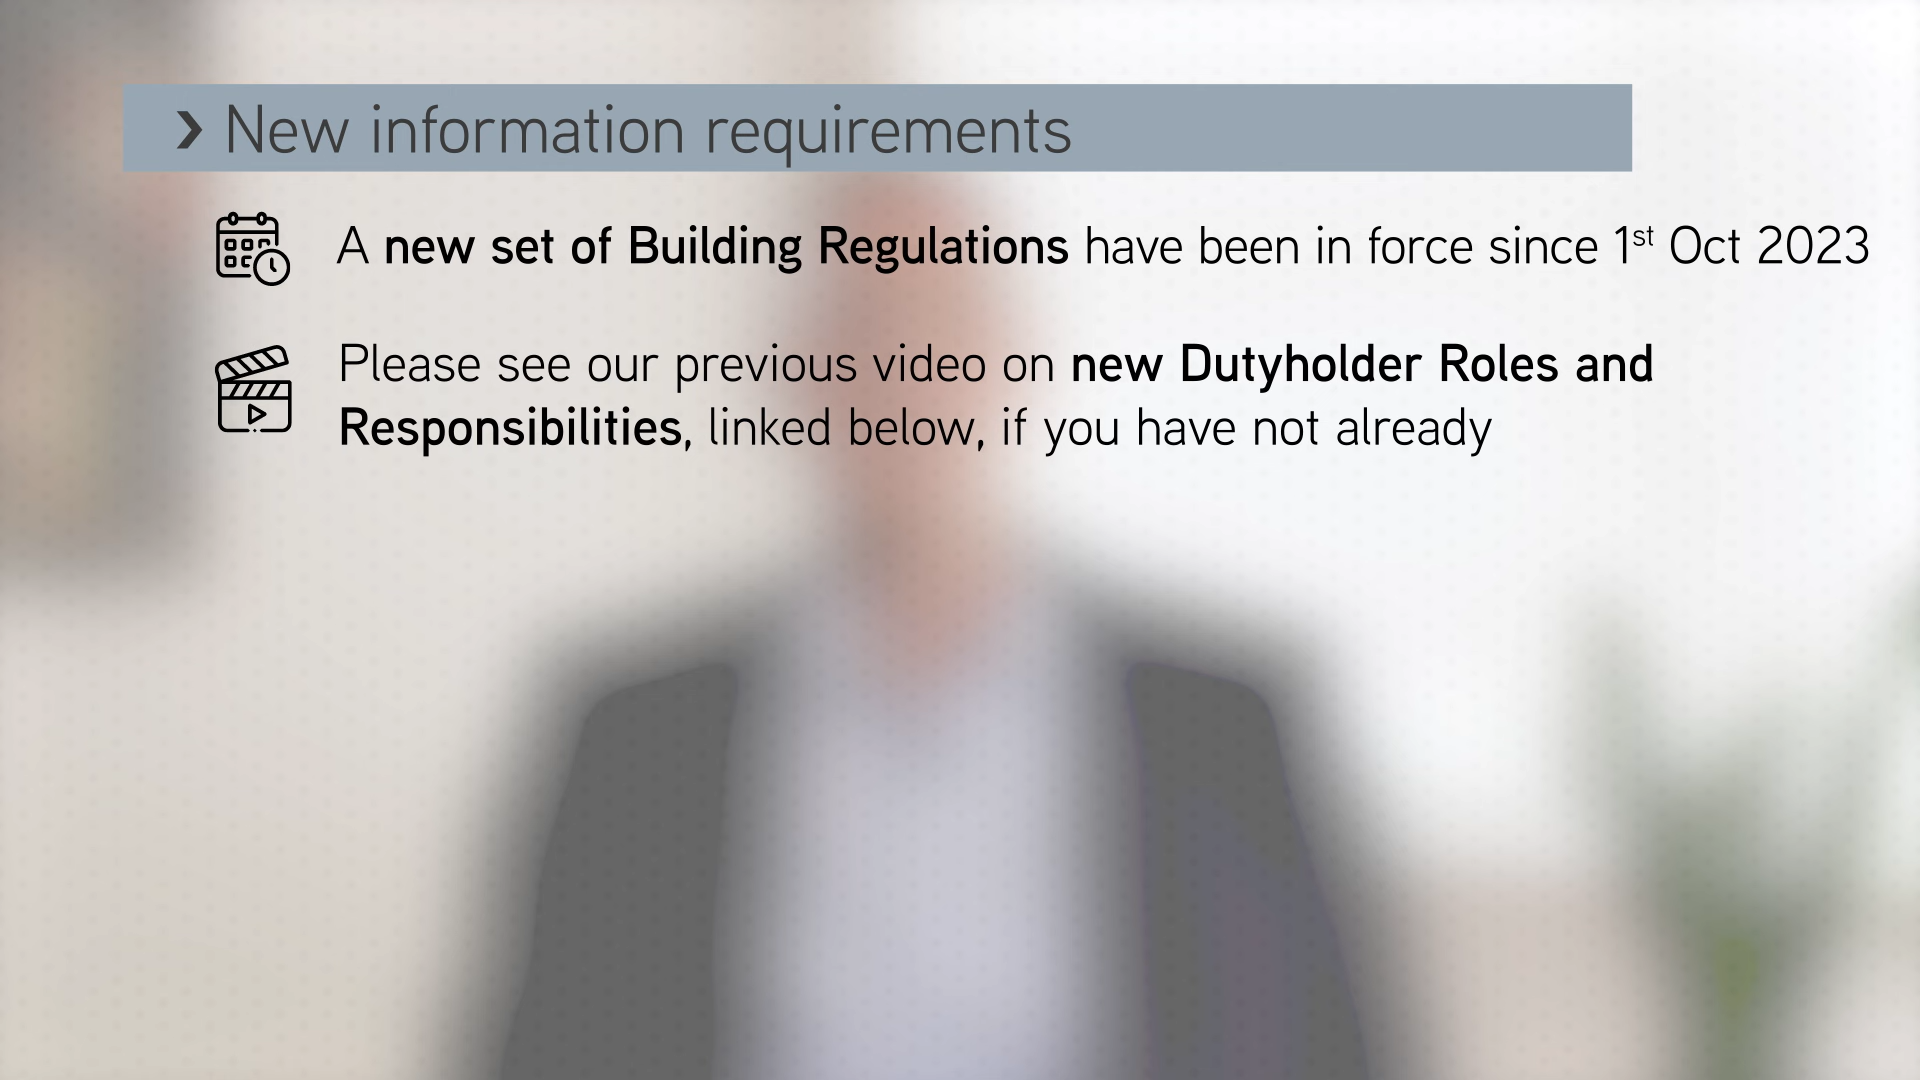 New information requirements
A new set of Building Regulations have been in force since 1st Oct 2023
Please see our previous video on new Dutyholder Roles and
Responsibilities, linked below, if you have not already